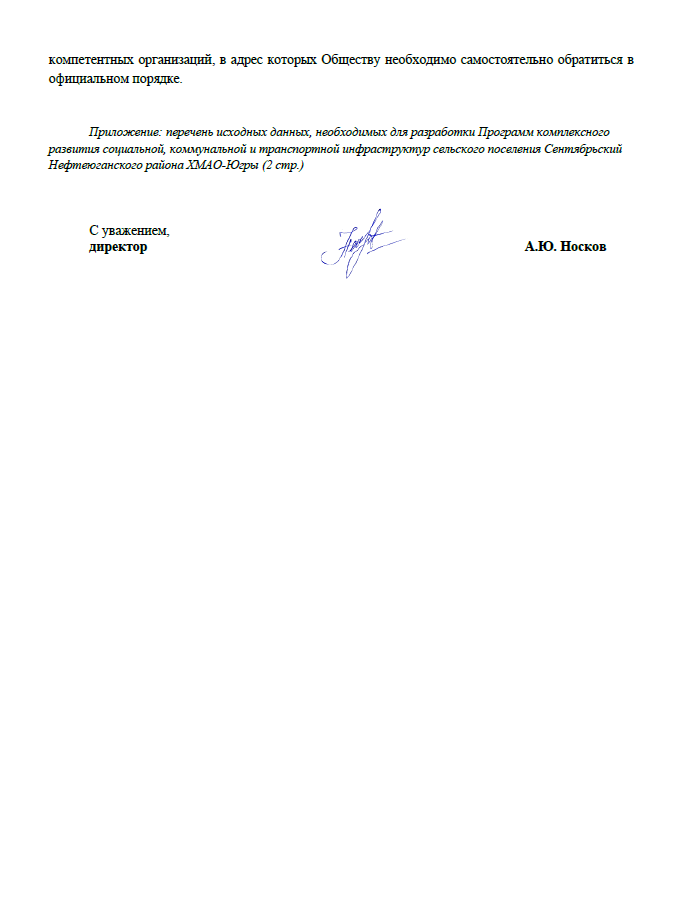 компетентных организаций, в адрес которых Обществу необходимо самостоятельно обратиться в
официальном порядке.
Приложение: перечень исходных данных, необходимых для разработки Программ комплексного
развития социальной, коммунальной и транспортной инфраструктур сельского поселения Сентябрьский
Нефтеюганского района ХМАО-Югры (2 стр.)
С уважением,
директор
А.Ю. Носков